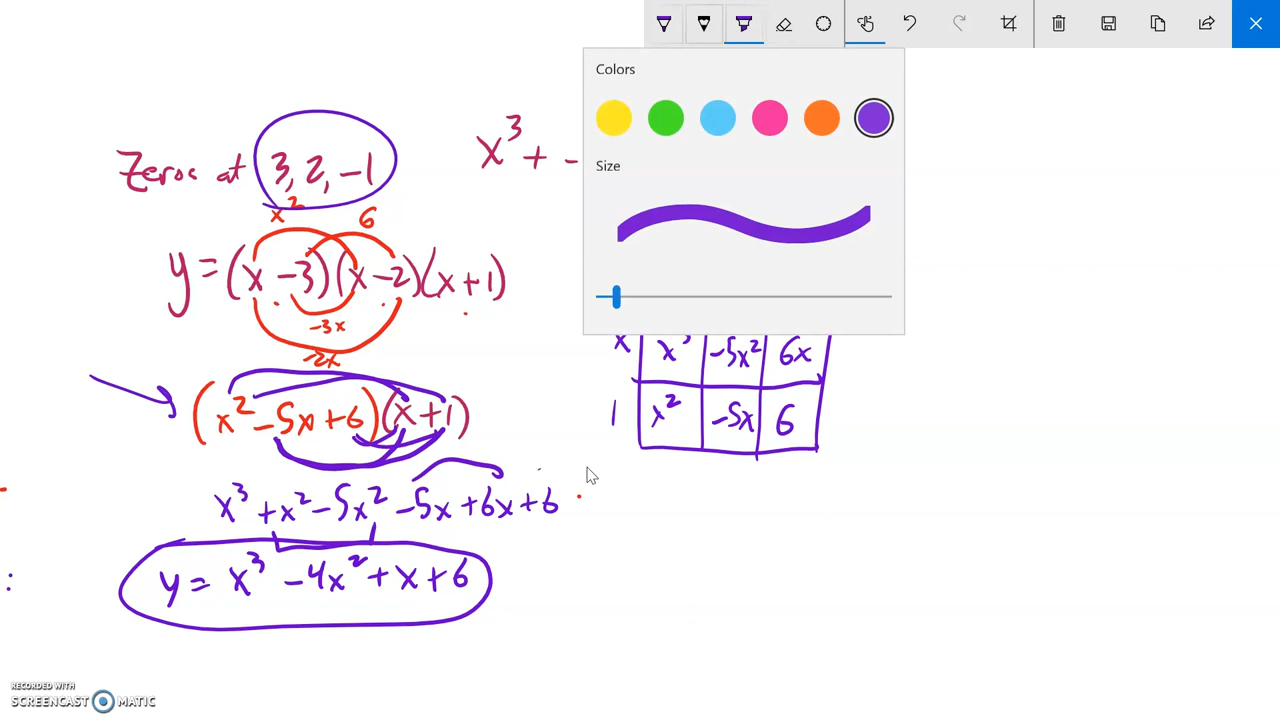 Colors
Zeros at 3, 2, -1
x³ + -
Size
x² 6
y = (x - 3)(x - 2)(x + 1)
-3x
-2x
x x³ -5x² 6x
(x² - 5x + 6)(x + 1)
1 x² -5x 6
x³ + x² - 5x² - 5x + 6x + 6
y = x³ - 4x² + x + 6
:
RECORDED WITH
SCREENCAST MATIC